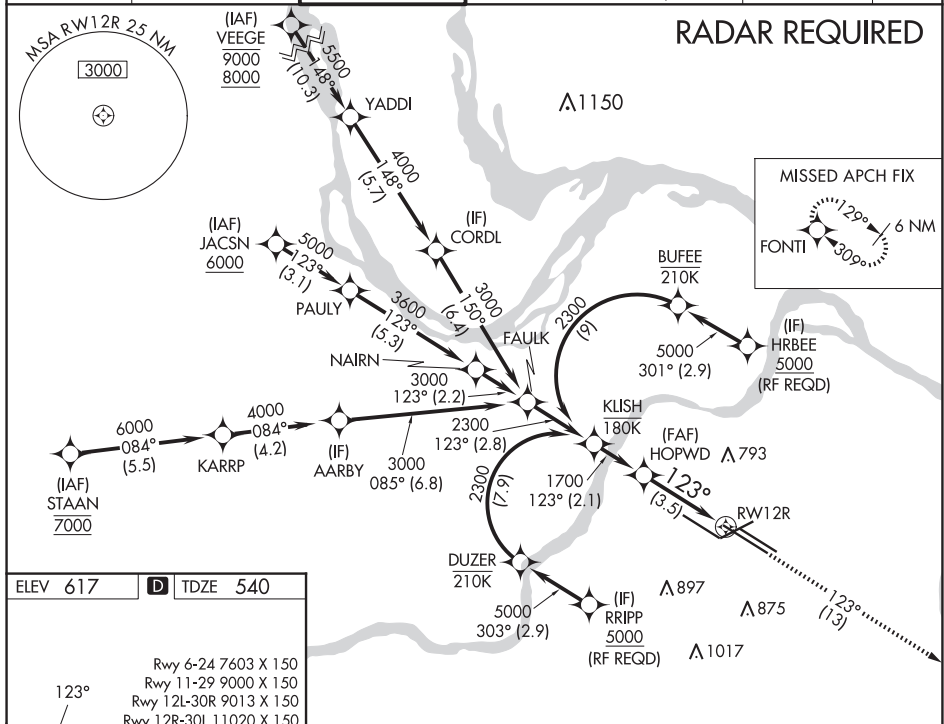 RADAR REQUIRED
MSA RW12R 25 NM
3000
(IAF)
VEEGE
9000
8000
5500
148°
(10.3)
YADDI
1150
4000
148°
(5.7)
MISSED APCH FIX
129°
6 NM
FONTI
309°
(IAF)
JACSN
6000
5000
123°
(3.1)
(IF)
CORDL
BUFEE
210K
PAULY
3600
123°
(5.3)
3000
150°
(6.4)
FAULK
2300
(9)
(IF)
HRBEE
5000
(RF REQD)
5000
301° (2.9)
NAIRN
3000
123° (2.2)
KLISH
180K
6000
084°
(5.5)
4000
084°
(4.2)
2300
123° (2.8)
(FAF)
HOPWD
793
(IAF)
STAAN
7000
KARRP
(IF)
AARBY
3000
085° (6.8)
2300
(7.9)
1700
123° (2.1)
123°
(3.5)
RW12R
DUZER
210K
5000
303° (2.9)
(IF)
RRIPP
5000
(RF REQD)
897
875
1017
123°
(13)
ELEV 617
D
TDZE 540
Rwy 6-24 7603 X 150
Rwy 11-29 9000 X 150
123°
Rwy 12L-30R 9013 X 150
Rwy 12R-30L 11020 X 150